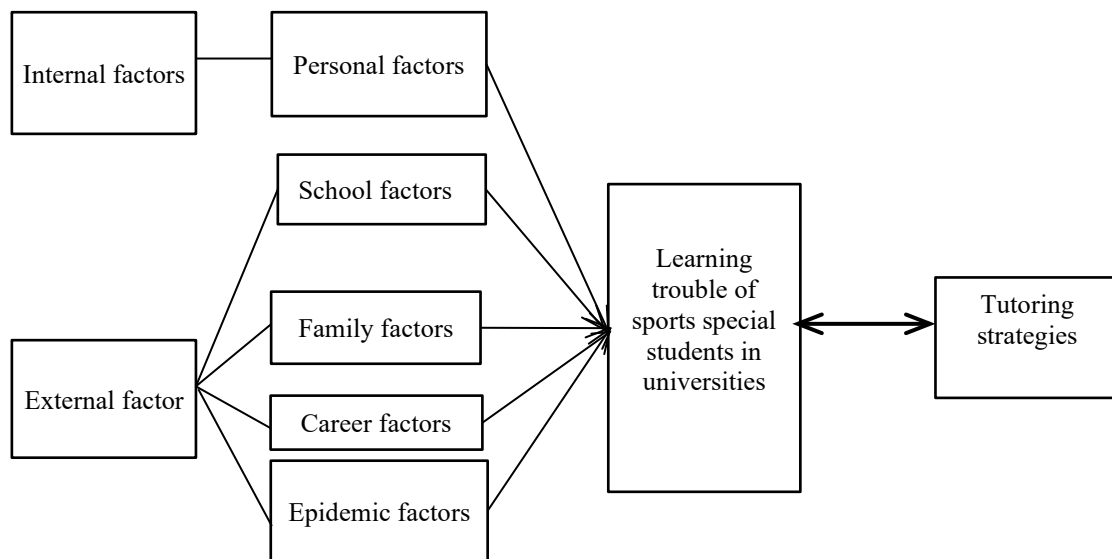 Internal factors
Personal factors
School factors
Family factors
External factor
Career factors
Epidemic factors
Learning
trouble of
sports special
students in
universities
Tutoring
strategies